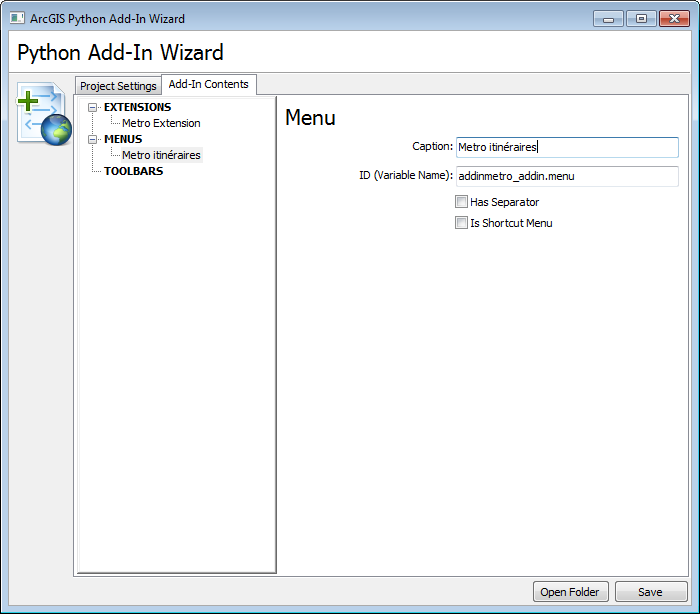 ArcGIS Python Add-In Wizard
Python Add-In Wizard
Project Settings
Add-In Contents
EXTENSIONS
Metro Extension
MENUS
Metro itinéraires
TOOLBARS
Menu
Caption: Metro itinéraires
ID (Variable Name): addinmetro_addin.menu
Has Separator
Is Shortcut Menu
Open Folder
Save